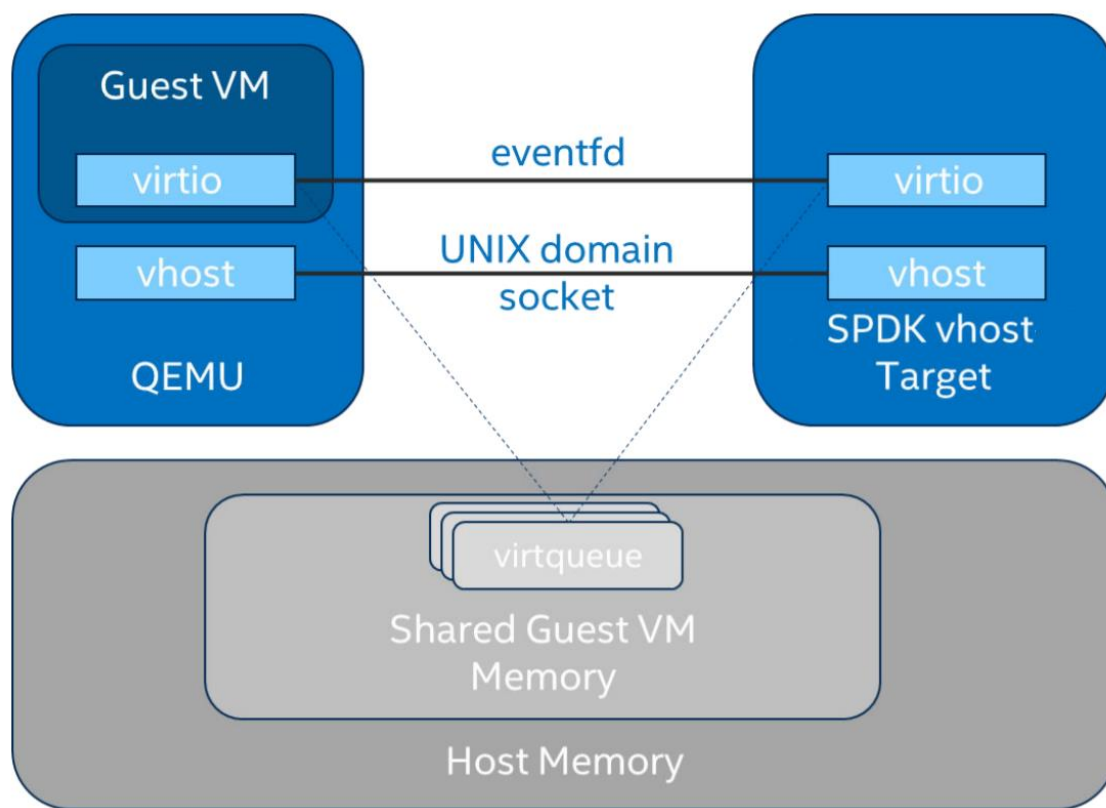 Guest VM
virtio
vhost
QEMU
eventfd
UNIX domain
socket
virtio
vhost
SPDK vhost
Target
virtqueue
Shared Guest VM
Memory
Host Memory